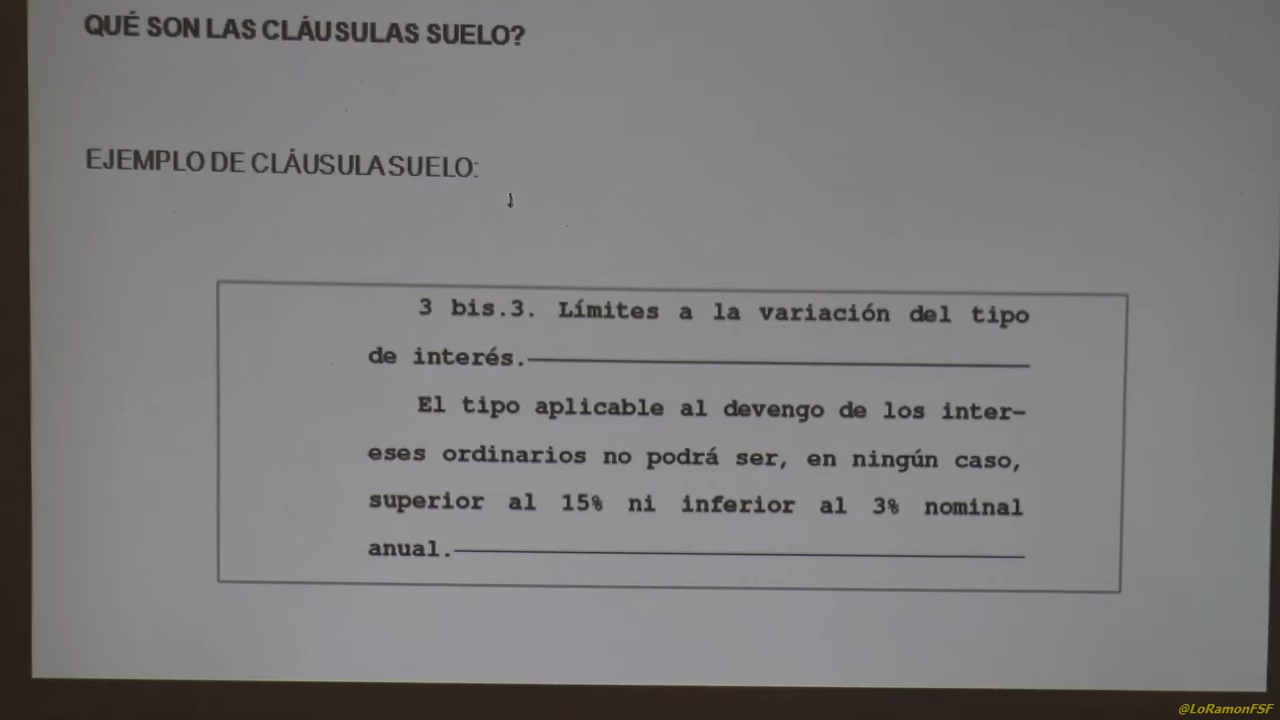 QUÉ SON LAS CLÁUSULAS SUELO?
EJEMPLO DE CLÁUSULA SUELO:
3 bis.3. Límites a la variación del tipo
de interés.
El tipo aplicable al devengo de los inter-
eses ordinarios no podrá ser, en ningún caso,
superior al 15% ni inferior al 3% nominal
anual.
@LoRamonFSF